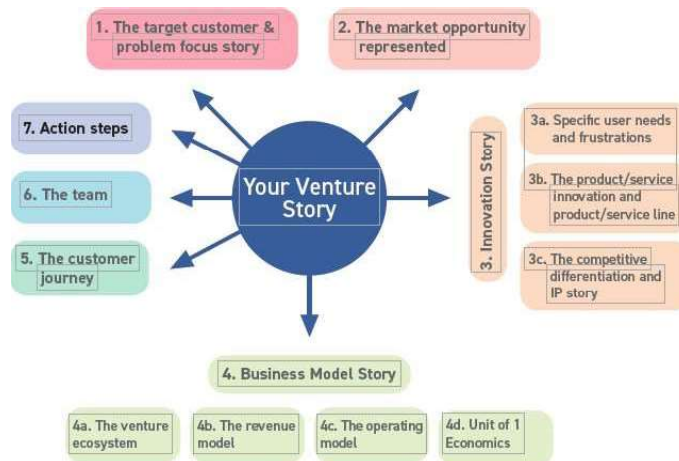 1. The target customer &
problem focus story
2. The market opportunity
represented
7. Action steps
6. The team
5. The customer
journey
Your Venture
Story
3. Innovation Story
3a. Specific user needs
and frustrations
3b. The product/service
innovation and
product/service line
3c. The competitive
differentiation and
IP story
4. Business Model Story
4a. The venture
ecosystem
4b. The revenue
model
4c. The operating
model
4d. Unit of 1
Economics